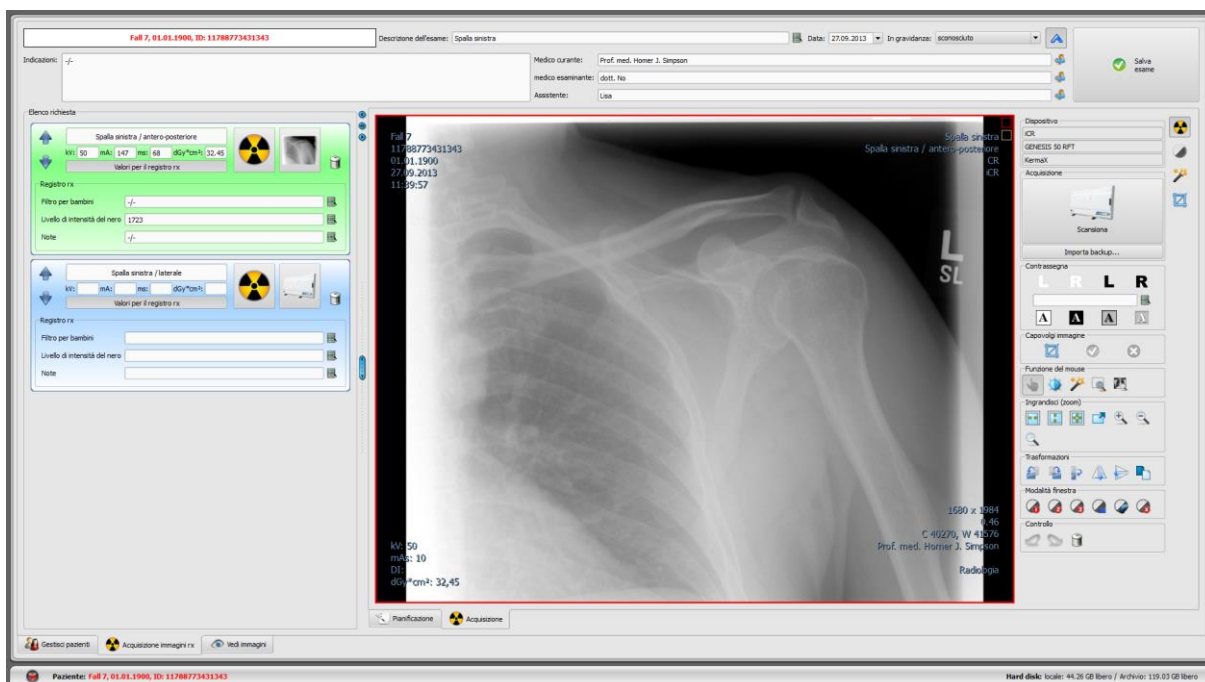 Fall 7, 01.01.1900, ID: 11788773431343
Descrizione dell'esame: Spalla sinistra
Data: 27.09.2013
In gravidanza: sconosciuto
Salva esame
Indicazioni: -/-
Medico curante: Prof. med. Homer J. Simpson
medico esaminante: dott. No
Assistente: Lisa
Elenco richiesta
Spalla sinistra / antero-posteriore
kV: 50 mA: 147 ms: 68 dGy*cm²: 32.45
Valori per il registro rx
Registro rx
Filtro per bambini -/-
Livello di intensità del nero 1723
Note -/-
Spalla sinistra / laterale
kV: mA: ms: dGy*cm²:
Valori per il registro rx
Registro rx
Filtro per bambini
Livello di intensità del nero
Note
Fall 7
11788773431343
01.01.1900
27.09.2013
11:39:57
Spalla sinistra
Spalla sinistra / antero-posteriore
CR
iCR
L
SL
kV: 50
mAs: 10
DI:
dGy*cm²: 32,45
1680 x 1984
0.46
C 40270, W 41576
Prof. med. Homer J. Simpson
Radiologia
Dispositivo
iCR
GENESIS 50 RFT
KermaX
Acquisizione
Scansiona
Importa backup...
Contrassegna
L R L R
A A A A
Capovolgi immagine
Funzione del mouse
Ingrandisci (zoom)
Trasformazioni
Modalità finestra
Controllo
Pianificazione
Acquisizione
Gestisci pazienti
Acquisizione immagini rx
Vedi immagini
Paziente: Fall 7, 01.01.1900, ID: 11788773431343
Hard disk: locale: 44.26 GB libero / Archivio: 119.03 GB libero